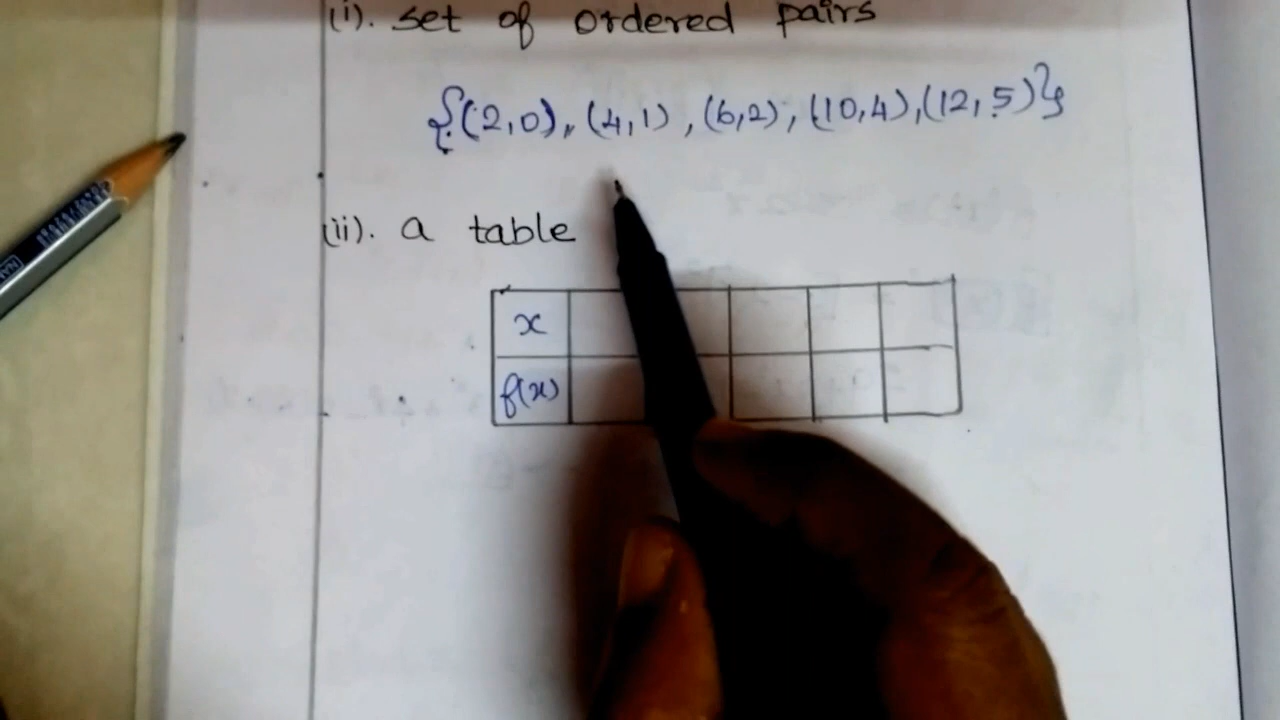 (i). set of ordered pairs
{(2,0), (4,1), (6,2), (10,4), (12,5)}
(ii). a table
x
f(x)